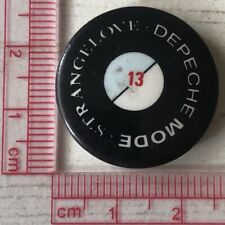 STRANGELOVE · DEPECHE MODE ·
13
2
1
cm
cm
1
2